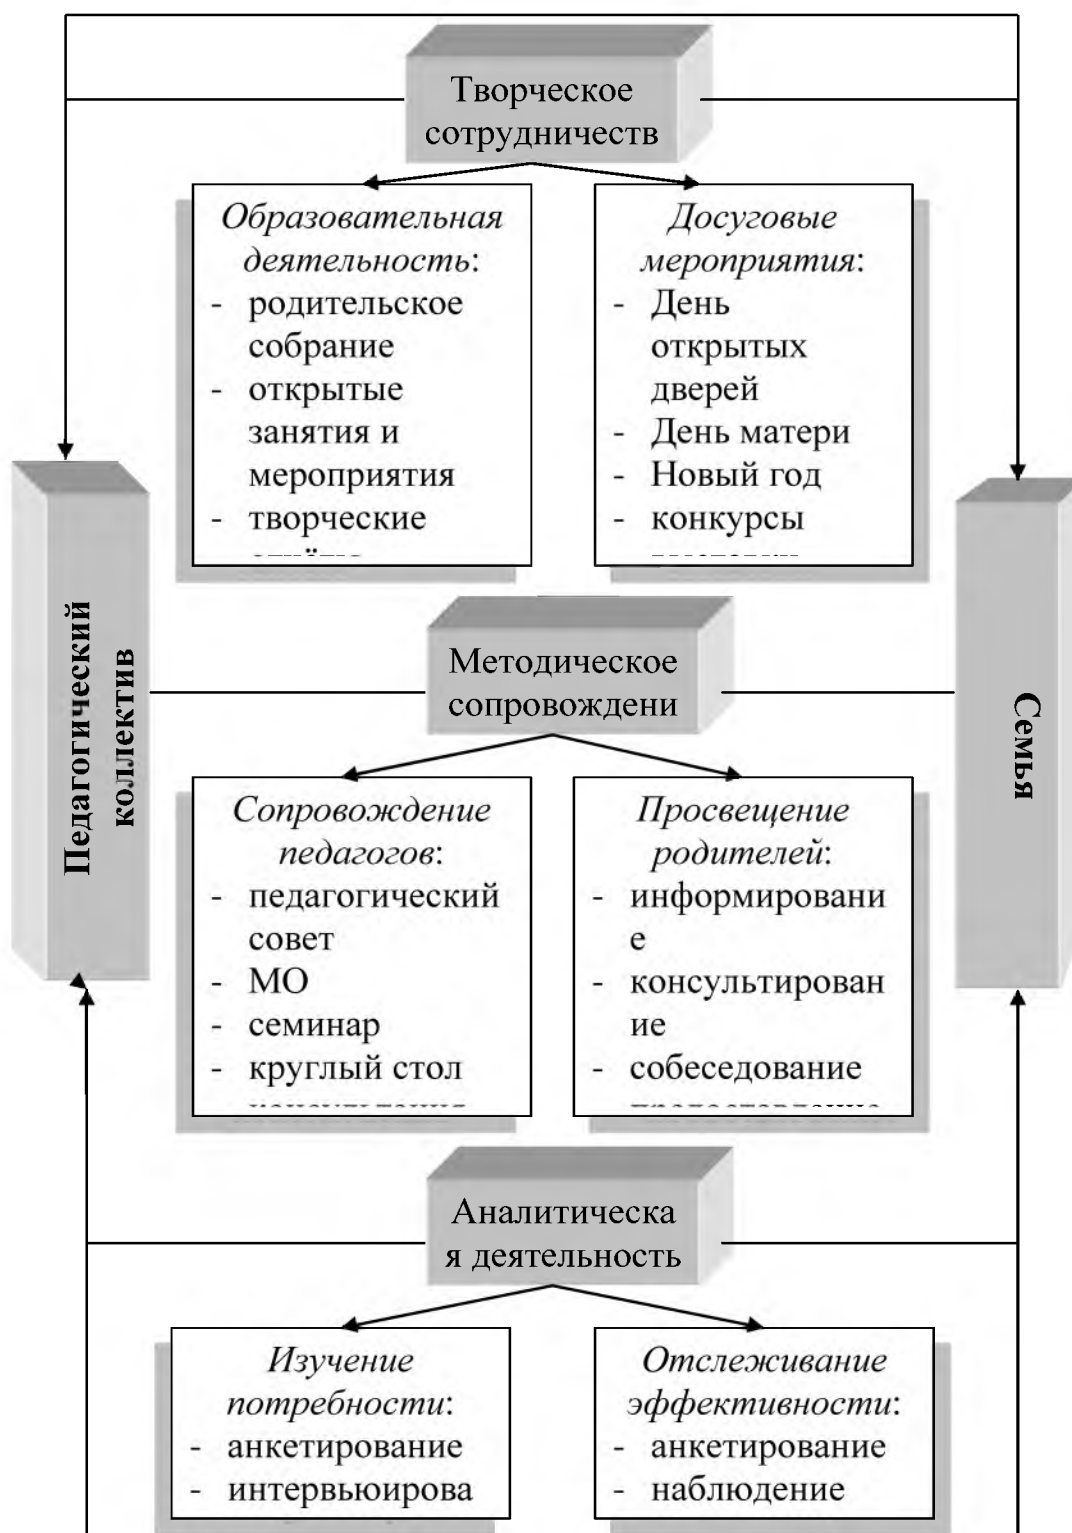 Творческое
сотрудничеств
Образовательная
деятельность:
- родительское
собрание
- открытые
занятия и
мероприятия
- творческие
Досуговые
мероприятия:
- День
открытых
дверей
- День матери
- Новый год
- конкурсы
Педагогический
коллектив
Методическое
сопровождени
Семья
Сопровождение
педагогов:
- педагогический
совет
- МО
- семинар
- круглый стол
Просвещение
родителей:
- информировани
е
- консультирован
ие
- собеседование
Аналитическа
я деятельность
Изучение
потребности:
- анкетирование
- интервьюирова
Отслеживание
эффективности:
- анкетирование
- наблюдение